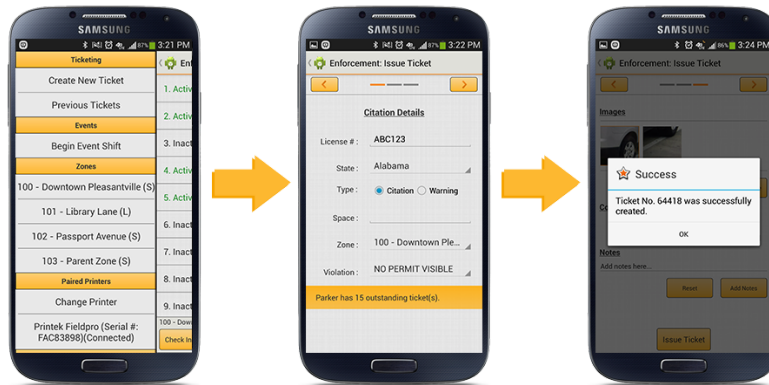 SAMSUNG
87% 3:21 PM
Ticketing
Create New Ticket
Previous Tickets
Events
Begin Event Shift
Zones
100 - Downtown Pleasantville (S)
101 - Library Lane (L)
102 - Passport Avenue (S)
103 - Parent Zone (S)
Paired Printers
Change Printer
Printek Fieldpro (Serial #:
FAC83898)(Connected)
1. Activ
2. Activ
3. Inact
4. Activ
5. Activ
6. Inact
7. Inact
8. Inact
9. Inact
100 - Dow
Check In
SAMSUNG
87% 3:22 PM
Enforcement: Issue Ticket
Citation Details
License # : ABC123
State : Alabama
Type : Citation Warning
Space :
Zone : 100 - Downtown Ple...
Violation : NO PERMIT VISIBLE
Parker has 15 outstanding ticket(s).
SAMSUNG
86% 3:24 PM
Enforcement: Issue Ticket
Images
Success
Ticket No. 64418 was successfully
created.
OK
Notes
Add notes here...
Reset Add Notes
Issue Ticket